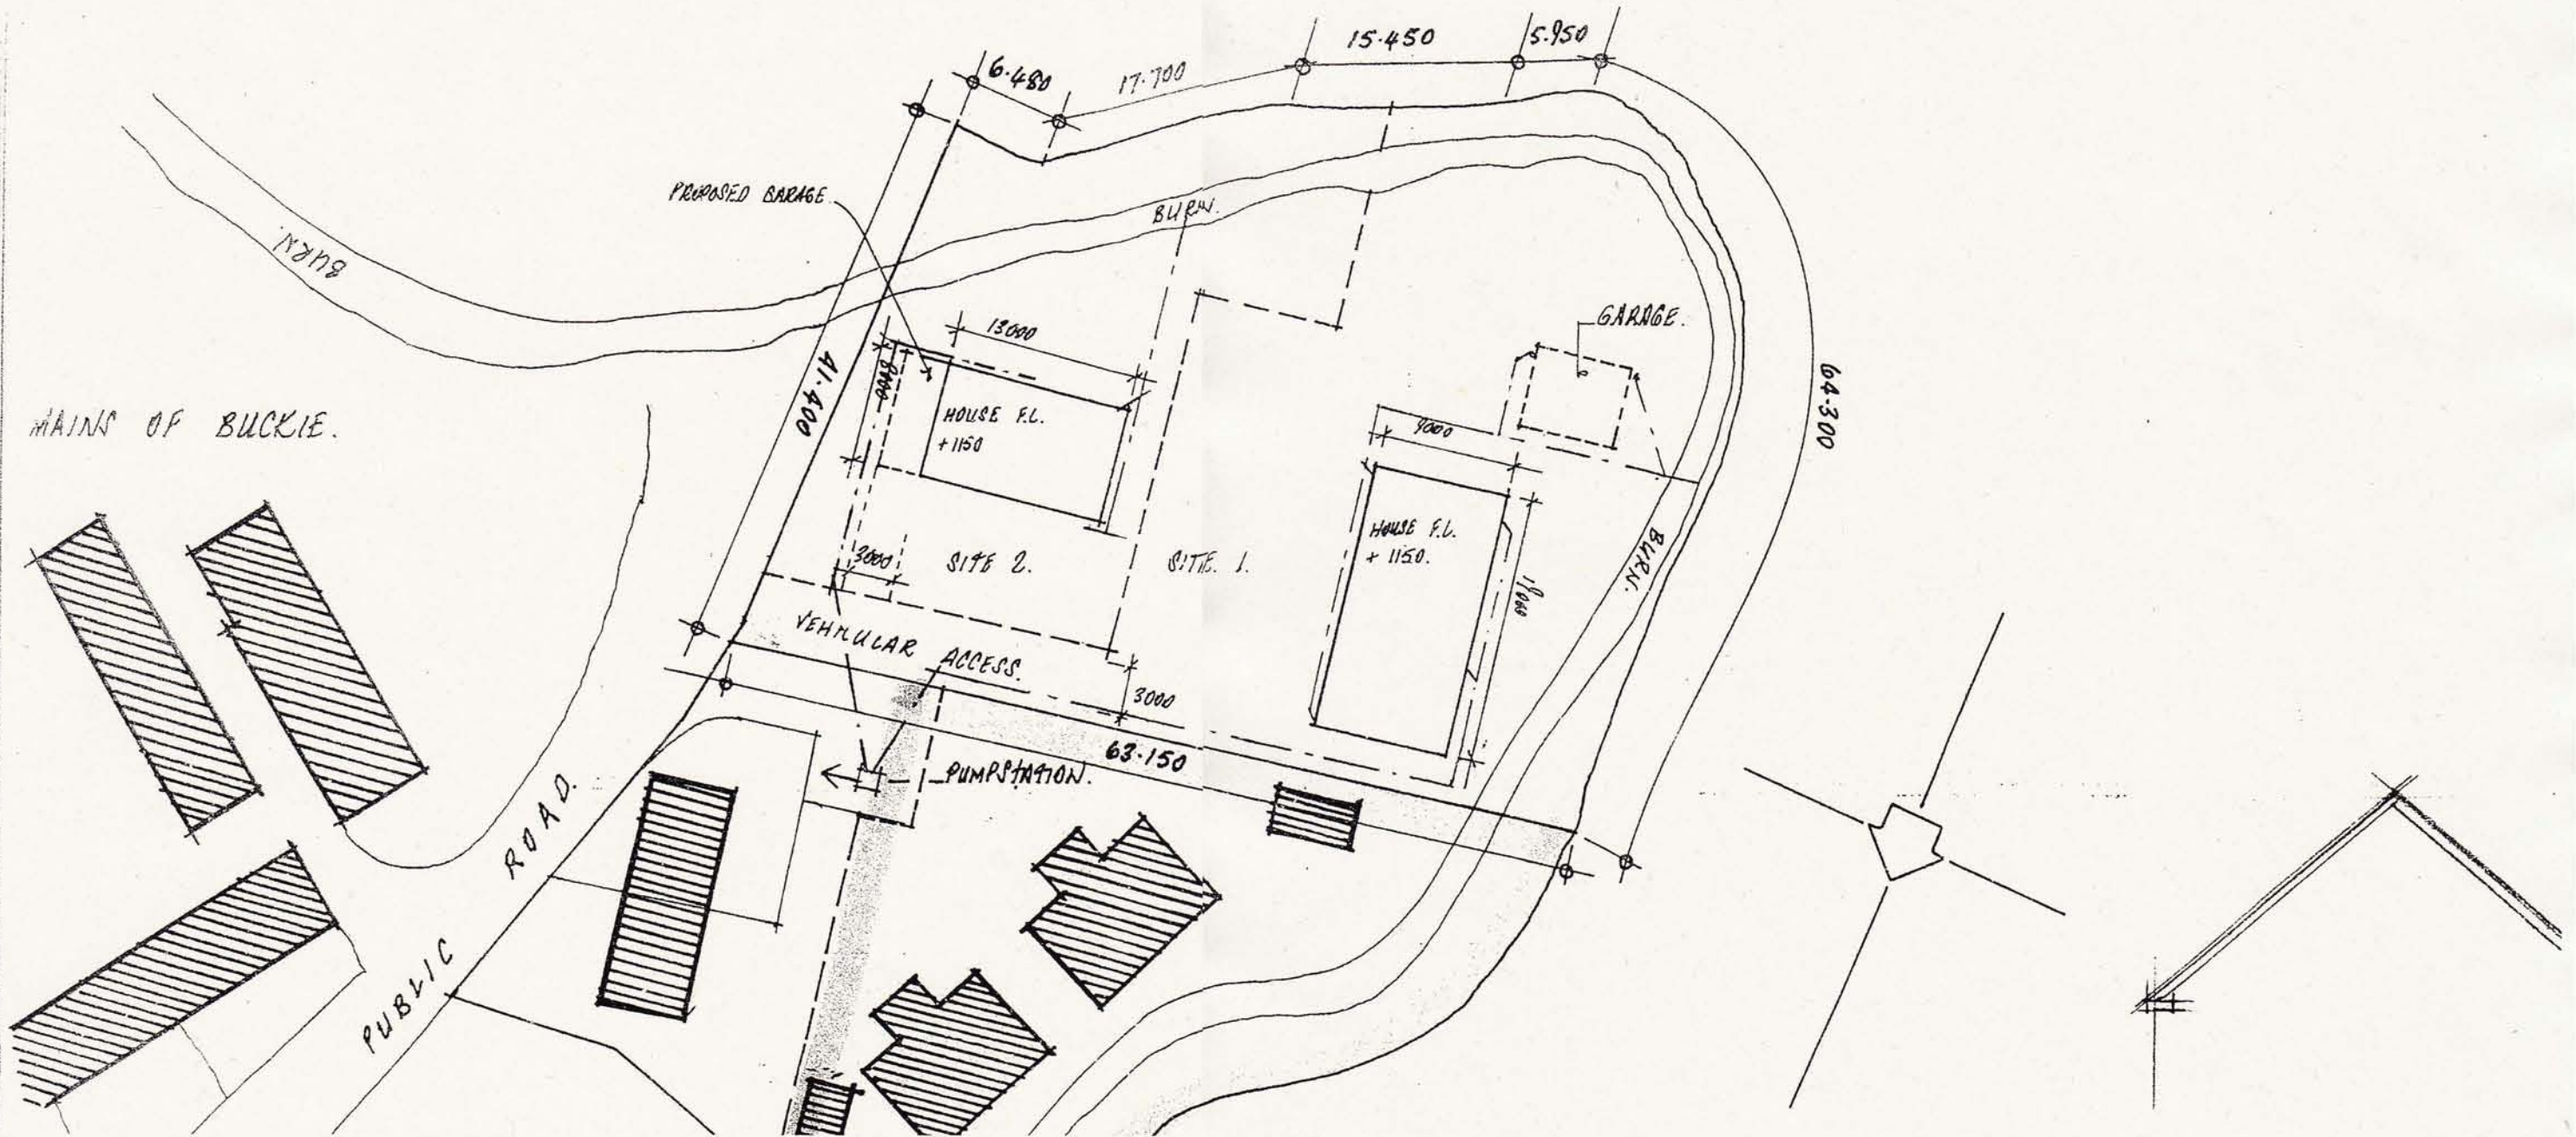 6.480
17.700
15.450
5.950
PROPOSED GARAGE.
BURN.
BURN.
GARAGE.
13000
8000
41.400
64.300
MAINS OF BUCKIE.
HOUSE F.L.
+1150
9000
HOUSE F.L.
+ 1150.
BURN.
3000
SITE 2.
SITE. 1.
VEHICULAR ACCESS.
3000
63.150
PUMPSTATION.
PUBLIC ROAD.